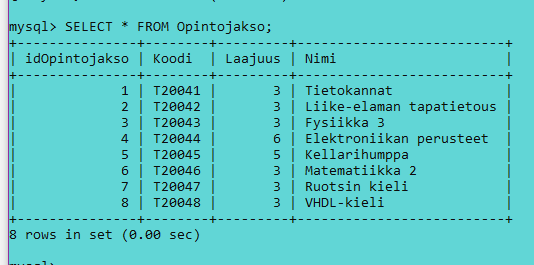 mysql> SELECT * FROM Opintojakso;
+--------------+--------+---------+---------------------------+
| idOpintojakso | Koodi | Laajuus | Nimi |
+--------------+--------+---------+---------------------------+
| 1 | T20041 | 3 | Tietokannat |
| 2 | T20042 | 3 | Liike-elaman tapatietous |
| 3 | T20043 | 3 | Fysiikka 3 |
| 4 | T20044 | 6 | Elektroniikan perusteet |
| 5 | T20045 | 5 | Kellarihumppa |
| 6 | T20046 | 3 | Matematiikka 2 |
| 7 | T20047 | 3 | Ruotsin kieli |
| 8 | T20048 | 3 | VHDL-kieli |
+--------------+--------+---------+---------------------------+
8 rows in set (0.00 sec)
mysql>